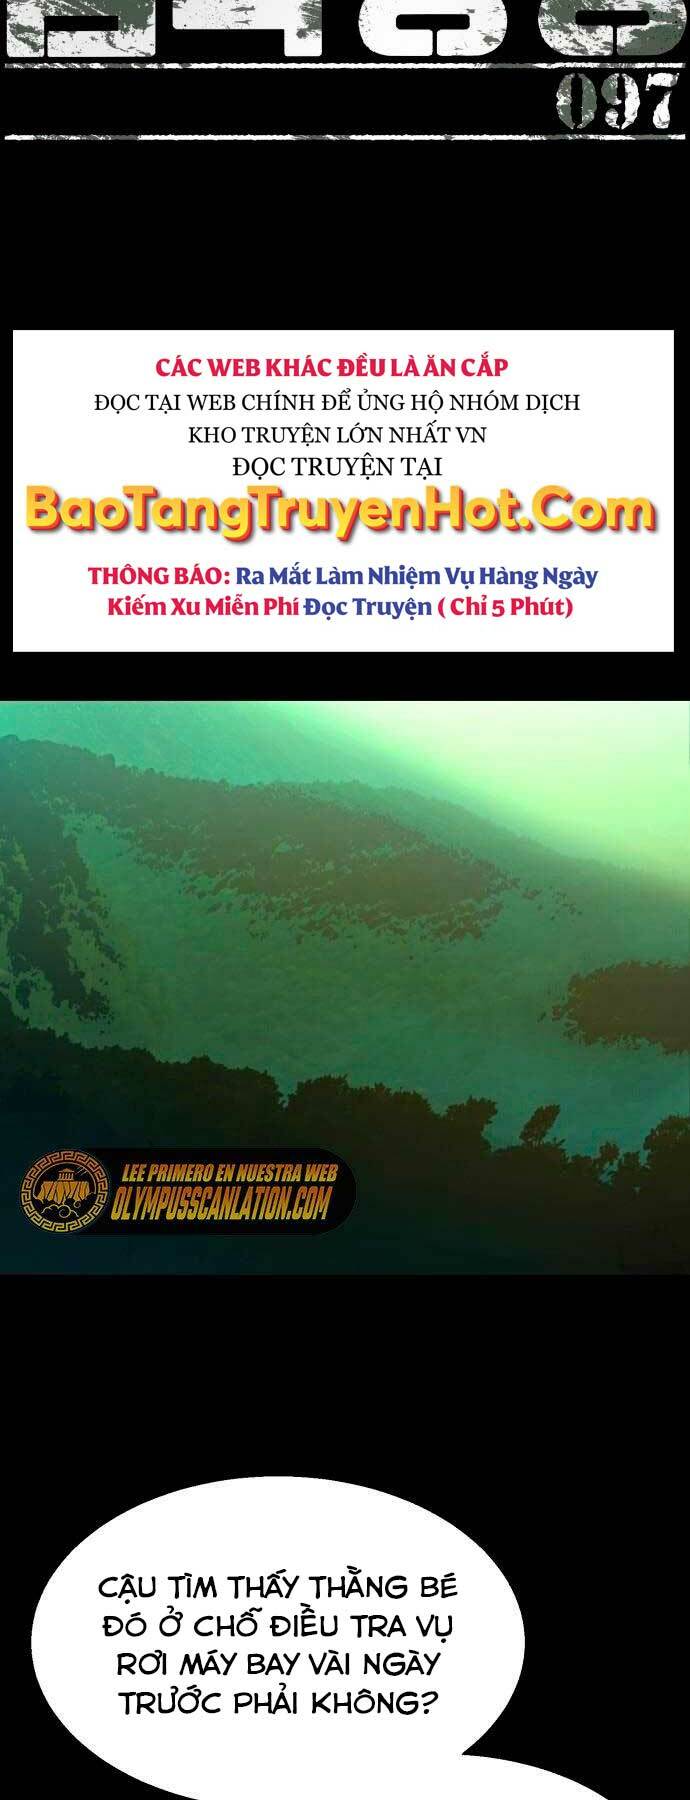 097
CÁC WEB KHÁC ĐỀU LÀ ĂN CẮP
ĐỌC TẠI WEB CHÍNH ĐỂ ỦNG HỘ NHÓM DỊCH
KHO TRUYỆN LỚN NHẤT VN
ĐỌC TRUYỆN TẠI
BaoTangTruyenHot.Com
THÔNG BÁO: Ra Mắt Làm Nhiệm Vụ Hàng Ngày
Kiếm Xu Miễn Phí Đọc Truyện ( Chỉ 5 Phút)
LEE PRIMERO EN NUESTRA WEB
OLYMPUSSCANLATION.COM
CẬU TÌM THẤY THẰNG BÉ
ĐÓ Ở CHỖ ĐIỀU TRA VỤ
RƠI MÁY BAY VÀI NGÀY
TRƯỚC PHẢI KHÔNG?